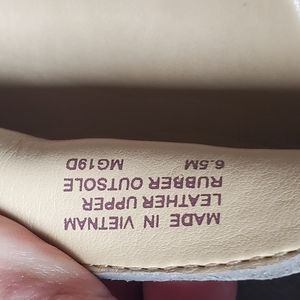 MADE IN VIETNAM
LEATHER UPPER
RUBBER OUTSOLE
6.5M MG19D